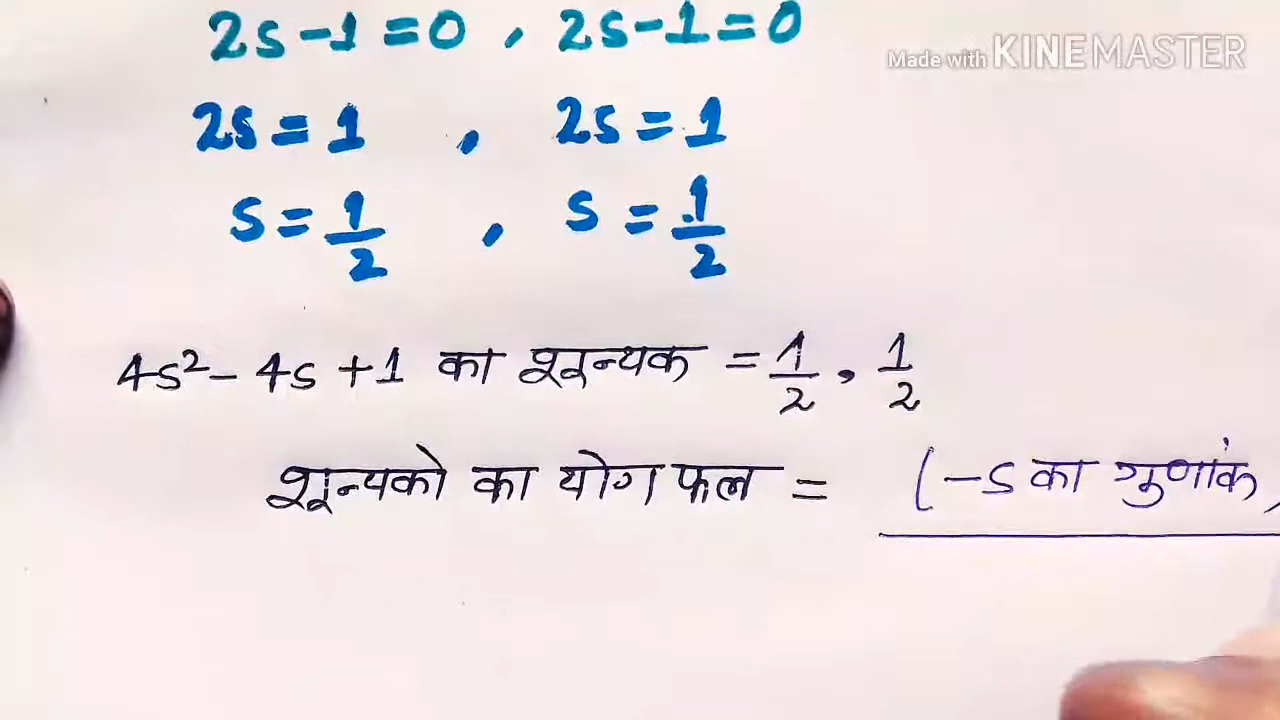 2s-1=0 , 2s-1=0
Made with KINEMASTER
2s=1 , 2s=1
s=1/2 , s=1/2
4s²-4s+1 का शून्यक = 1/2, 1/2
शून्यको का योगफल = (-s का गुणांक)